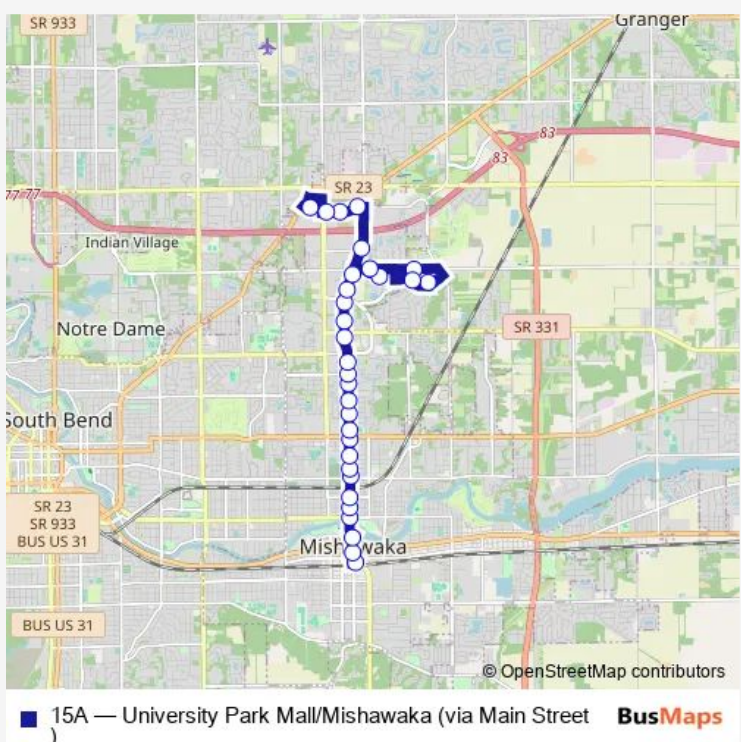 SR 933
Granger
83
83
SR 23
77 77
Indian Village
Notre Dame
SR 331
South Bend
SR 23
SR 933
BUS US 31
Mishawaka
BUS US 31
© OpenStreetMap contributors
15A — University Park Mall/Mishawaka (via Main Street
)
BusMaps